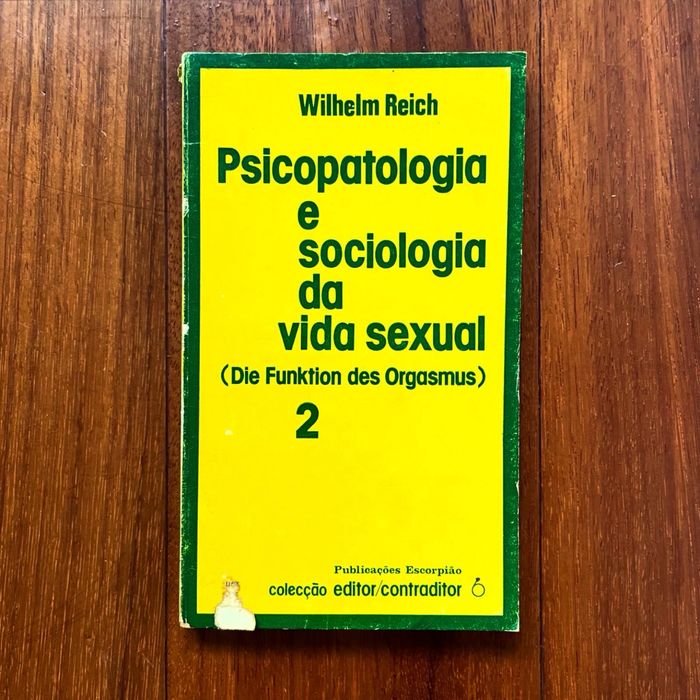 Wilhelm Reich
Psicopatologia
e
sociologia
da
vida sexual
(Die Funktion des Orgasmus)
2
Publicações Escorpião
colecção editor/contraditor